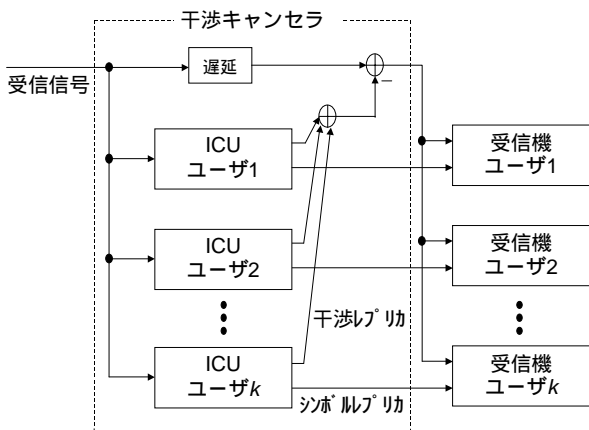 干渉キャンセラ
遅延
受信信号
ICU
ユーザ1
受信機
ユーザ1
ICU
ユーザ2
受信機
ユーザ2
干渉ﾚﾌﾟﾘｶ
ICU
ユーザk
受信機
ユーザk
ｼﾝﾎﾞﾙﾚﾌﾟﾘｶ